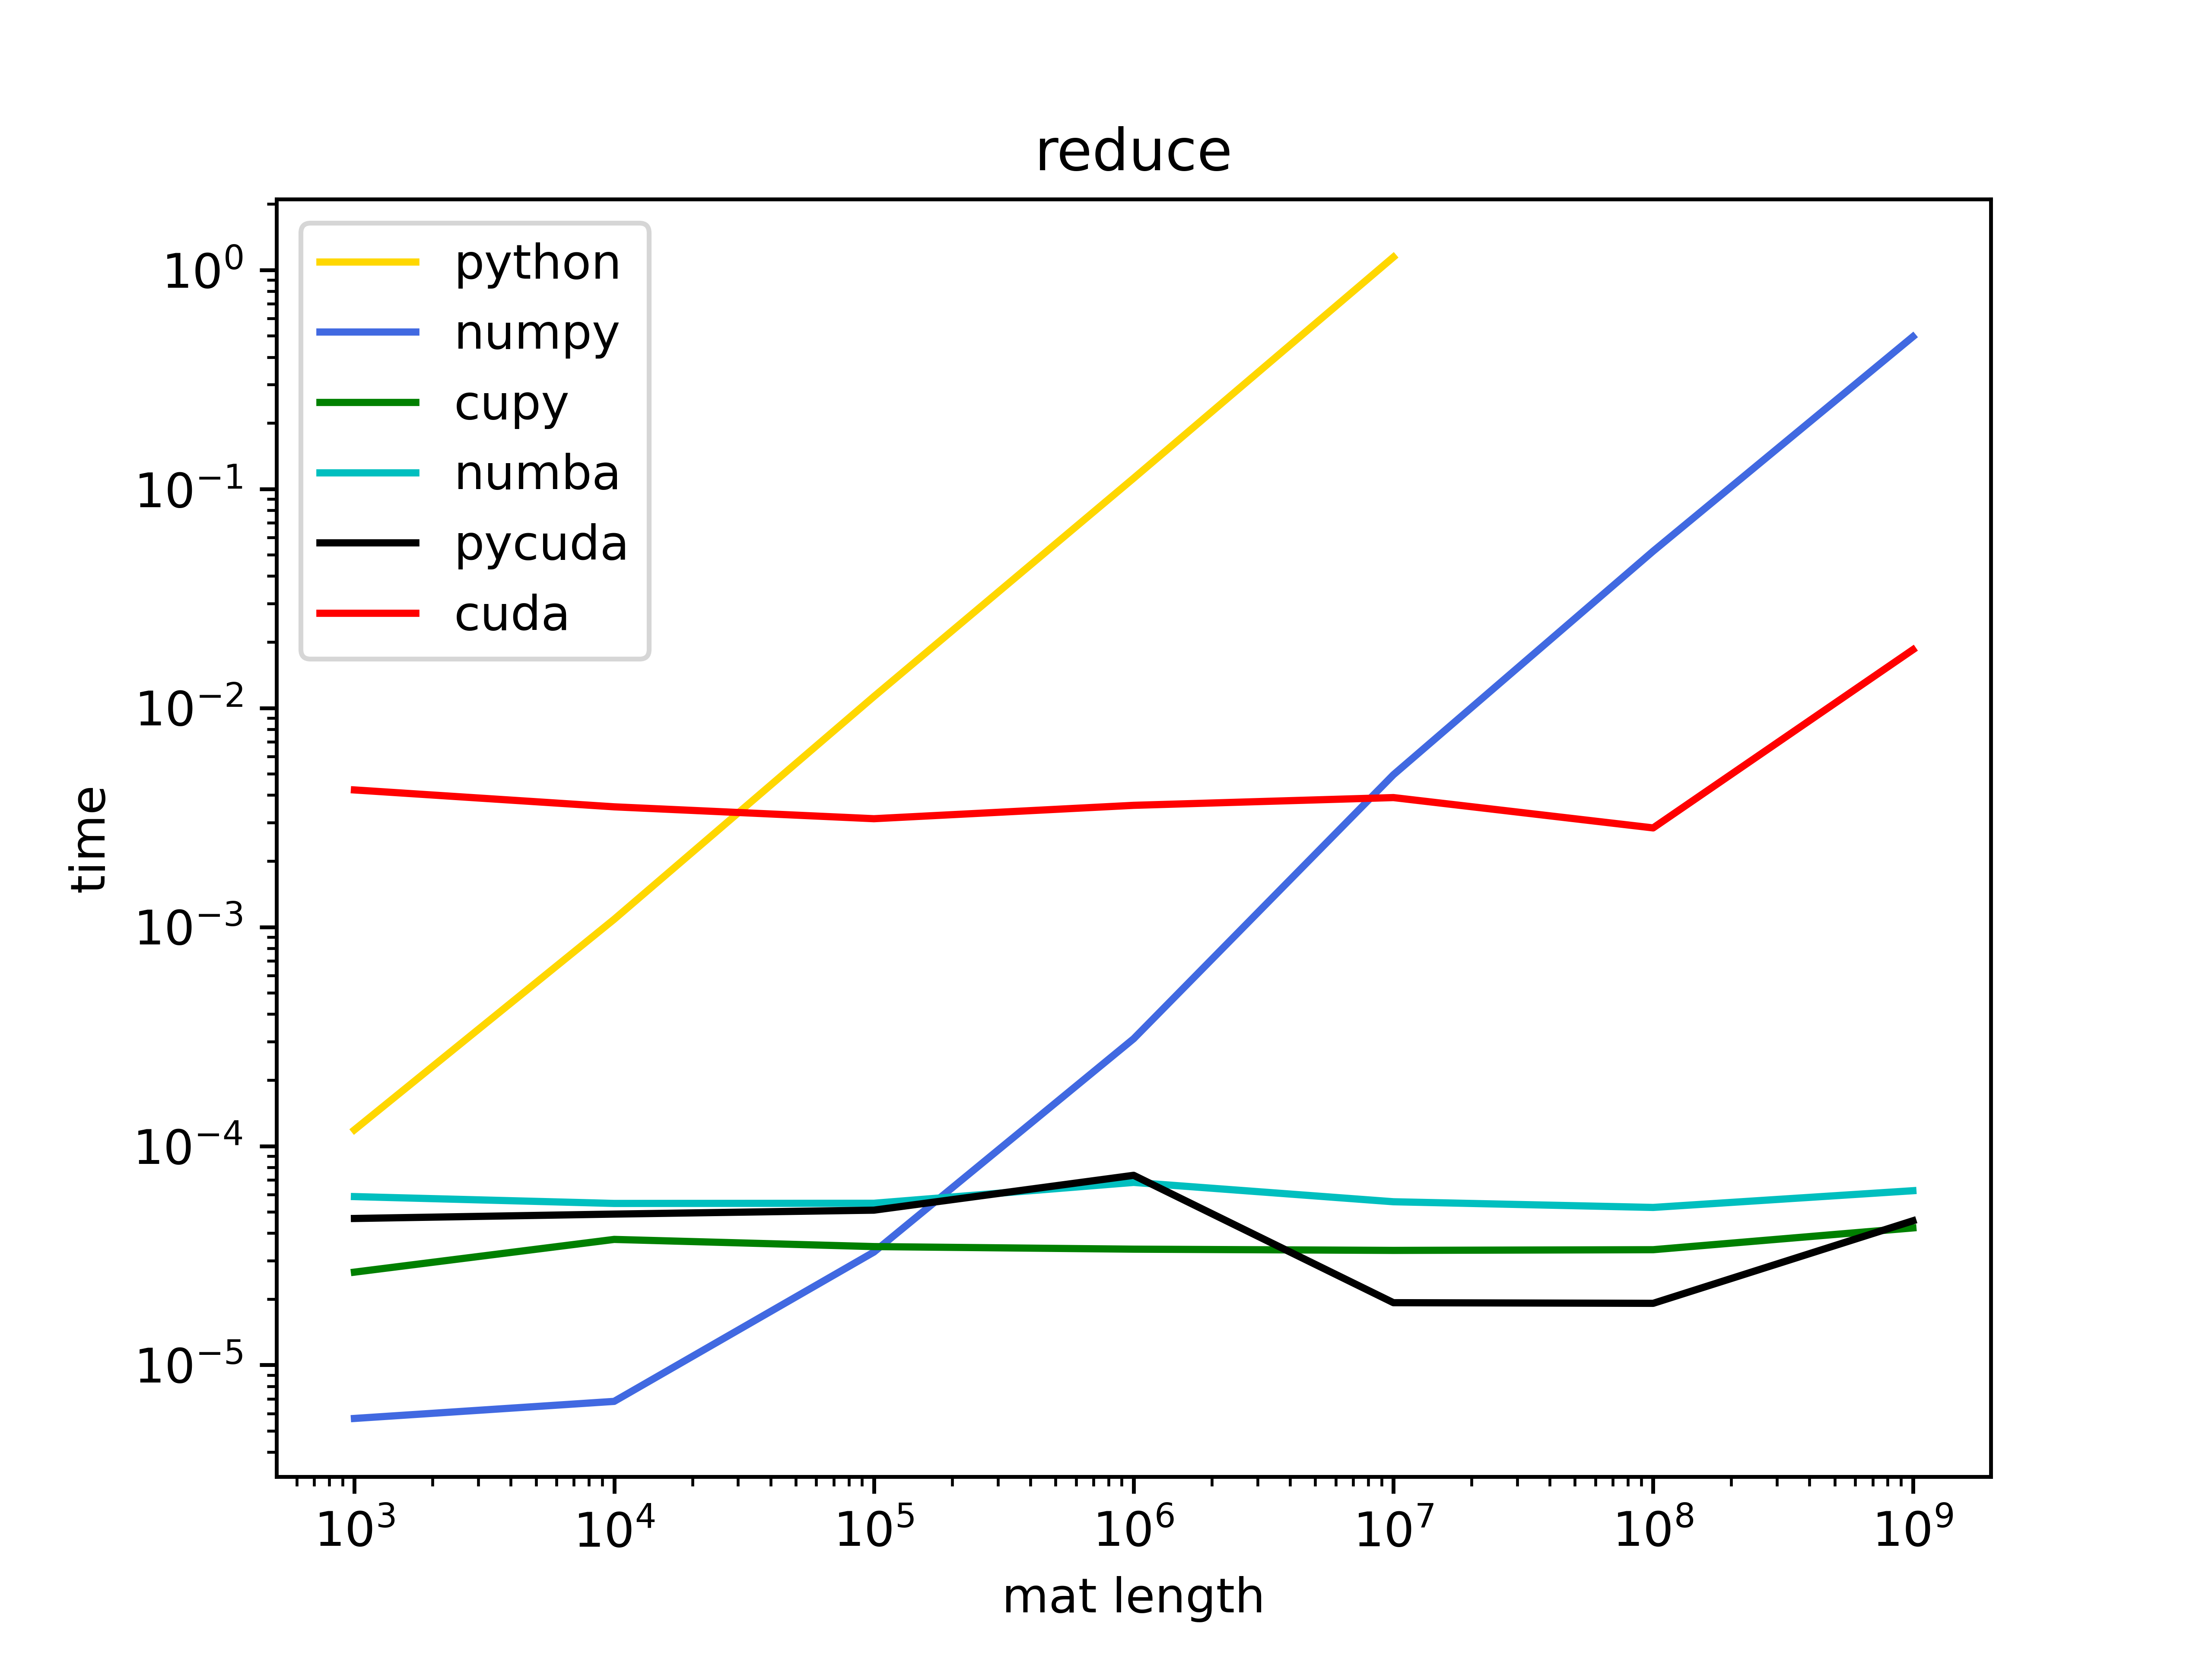 reduce
10⁰
10⁻¹
10⁻²
10⁻³
10⁻⁴
10⁻⁵
time
python
numpy
cupy
numba
pycuda
cuda
10³ 10⁴ 10⁵ 10⁶ 10⁷ 10⁸ 10⁹
mat length